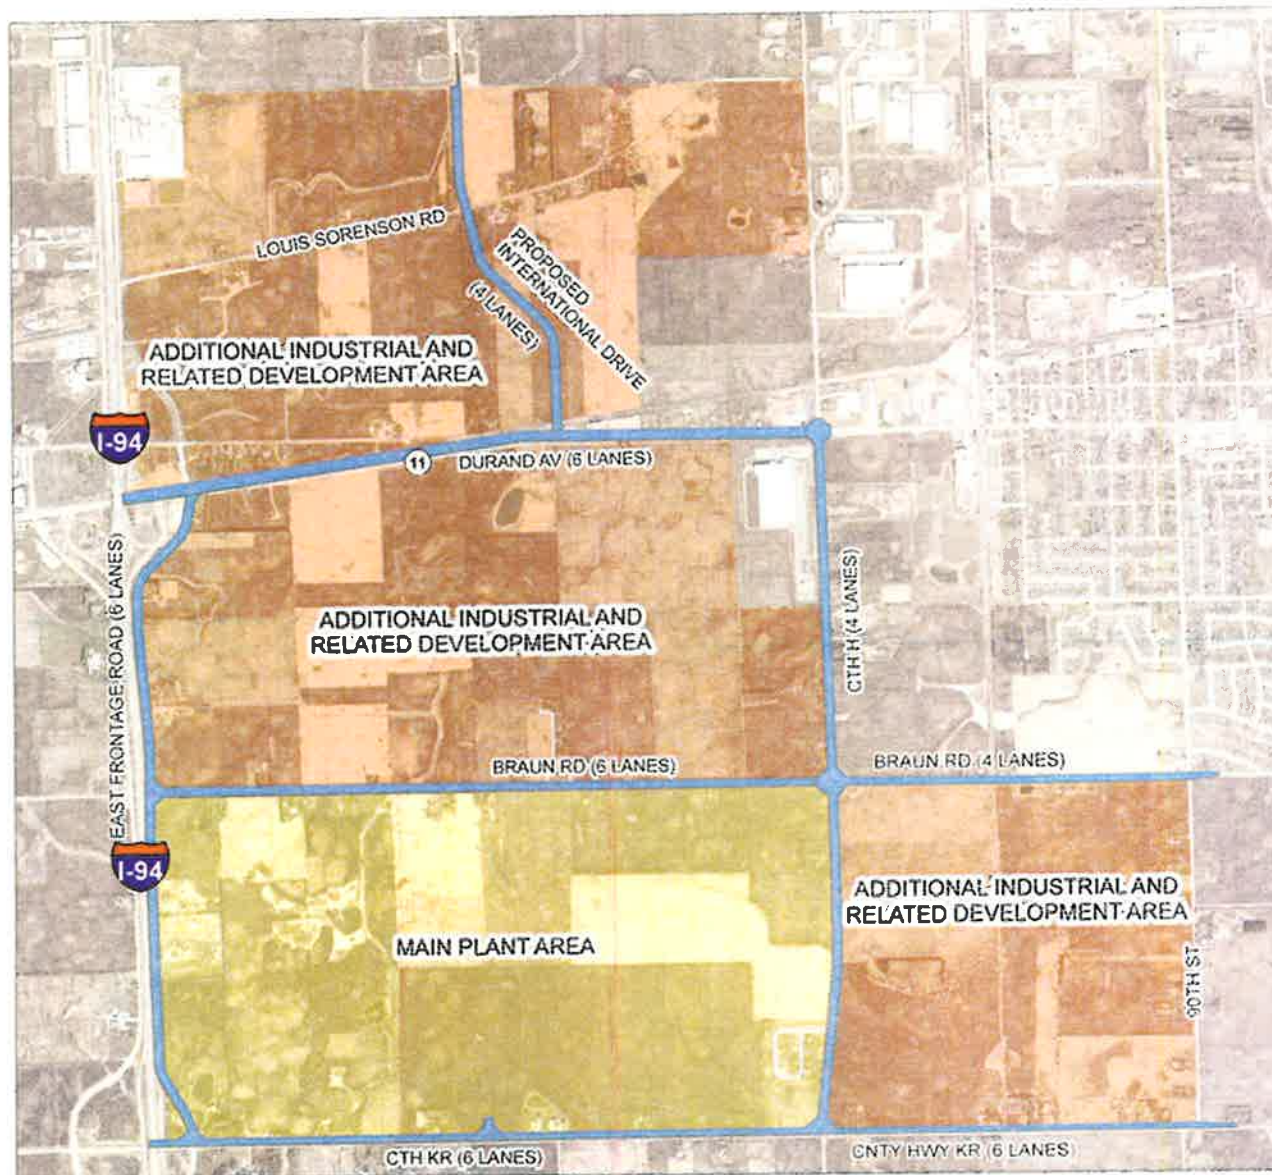 LOUIS SORENSON RD
PROPOSED
INTERNATIONAL DRIVE
(4 LANES)
ADDITIONAL INDUSTRIAL AND
RELATED DEVELOPMENT AREA
I-94
11
DURAND AV (6 LANES)
EAST FRONTAGE ROAD (6 LANES)
ADDITIONAL INDUSTRIAL AND
RELATED DEVELOPMENT AREA
CTH H (4 LANES)
BRAUN RD (6 LANES)
BRAUN RD (4 LANES)
I-94
ADDITIONAL INDUSTRIAL AND
RELATED DEVELOPMENT AREA
MAIN PLANT AREA
90TH ST
CTH KR (6 LANES)
CNTY HWY KR (6 LANES)